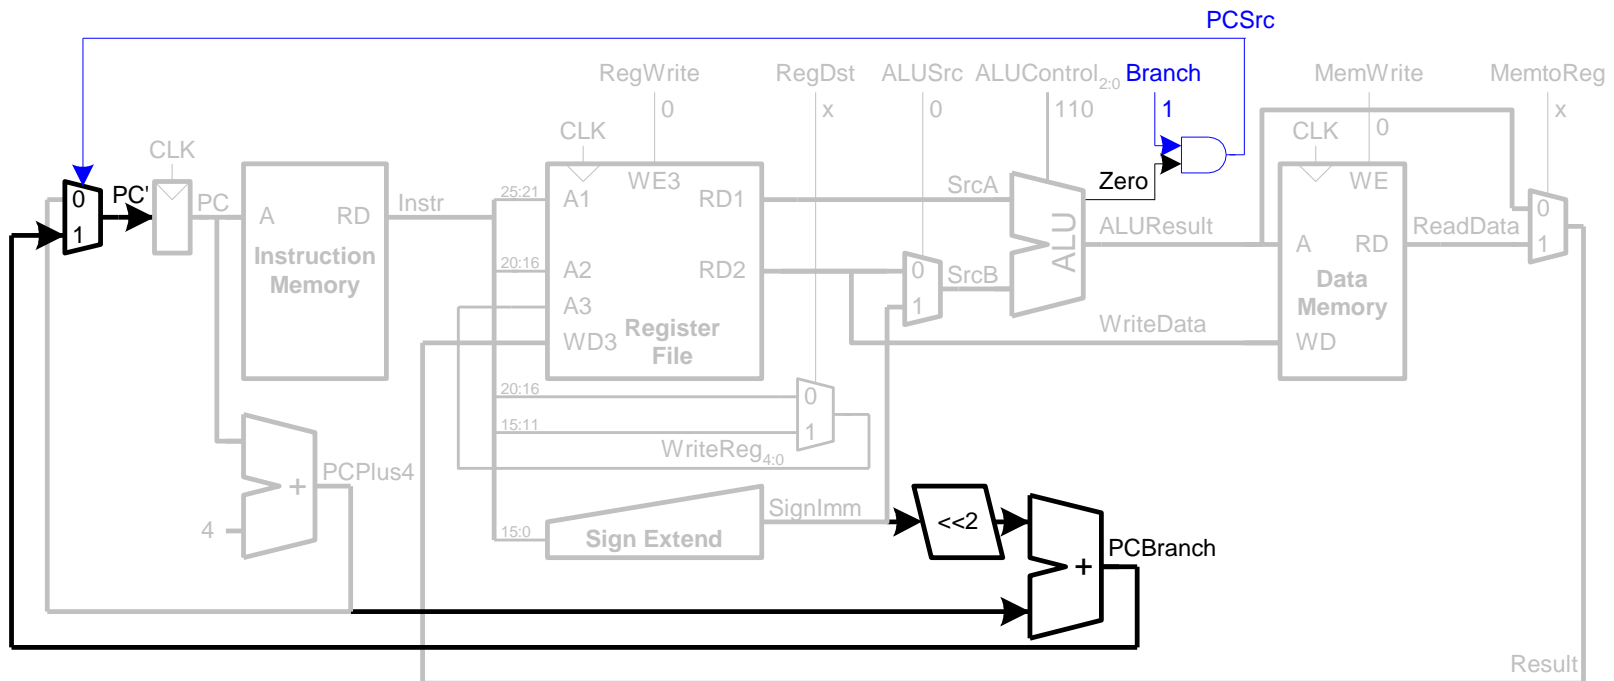 PCSrc
RegWrite RegDst ALUSrc ALUControl2:0 Branch MemWrite MemtoReg
0 x 0 110 1 0 x
CLK CLK CLK
PC' PC Instr
0
1
A RD
Instruction
Memory
25:21
20:16
A1 WE3 RD1
A2 RD2
A3
WD3
Register
File
SrcA
0
1
SrcB
ALU
Zero
ALUResult
WriteData
WE
A RD
Data
Memory
WD
ReadData
0
1
20:16
15:11
0
1
WriteReg4:0
PCPlus4
+
4
15:0
Sign Extend
SignImm
<<2
+
PCBranch
Result